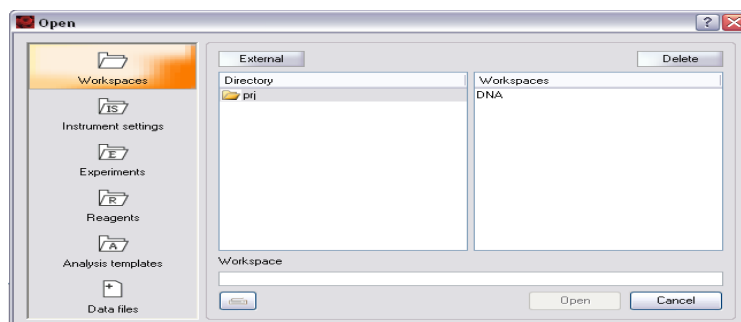 Open
?
External
Delete
Workspaces
Directory
Workspaces
prj
DNA
IS
Instrument settings
E
Experiments
R
Reagents
A
Analysis templates
Workspace
Data files
Open
Cancel